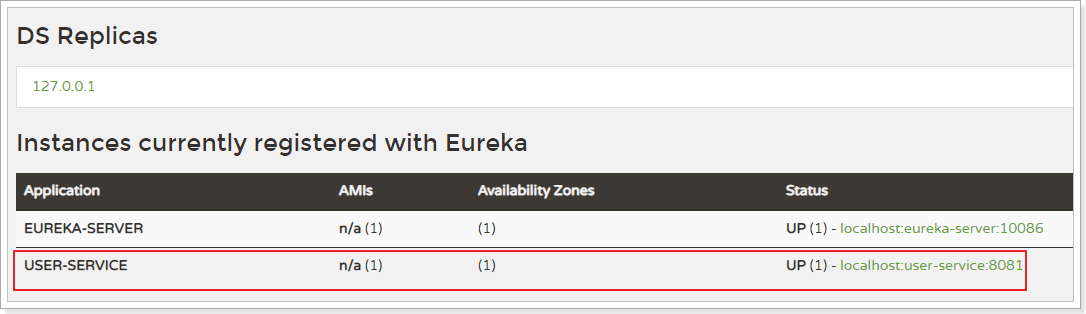 DS Replicas
127.0.0.1
Instances currently registered with Eureka
Application AMIs Availability Zones Status
EUREKA-SERVER n/a (1) (1) UP (1) - localhost:eureka-server:10086
USER-SERVICE n/a (1) (1) UP (1) - localhost:user-service:8081